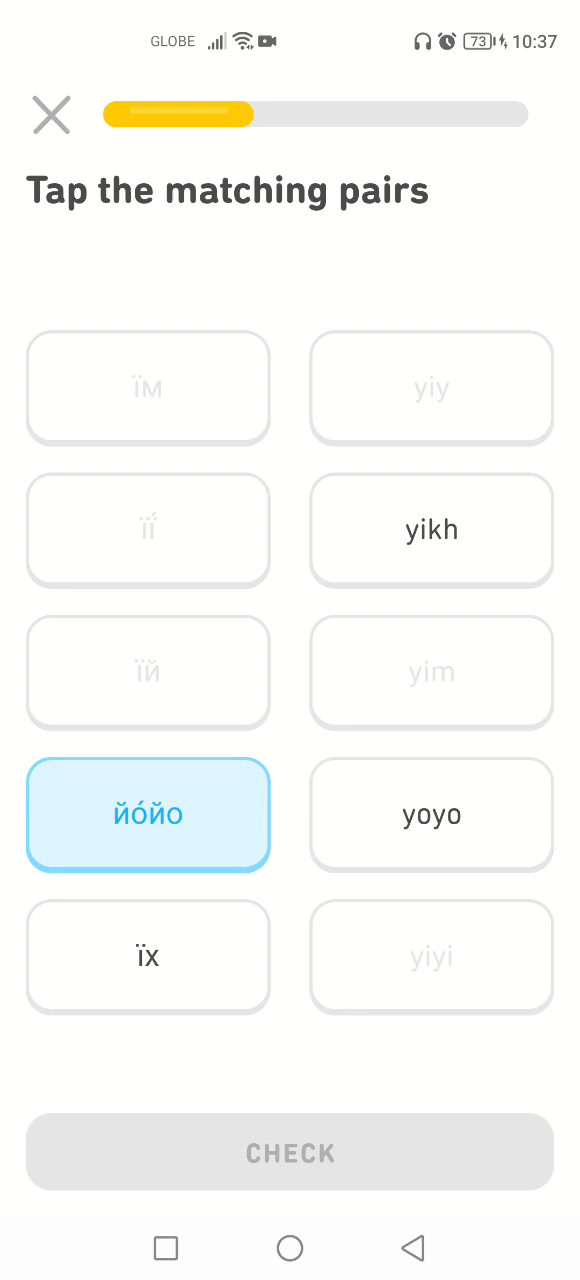 GLOBE 73 10:37
Tap the matching pairs
їм yiy
її́ yikh
їй yim
йо́йо yoyo
їх yiyi
CHECK